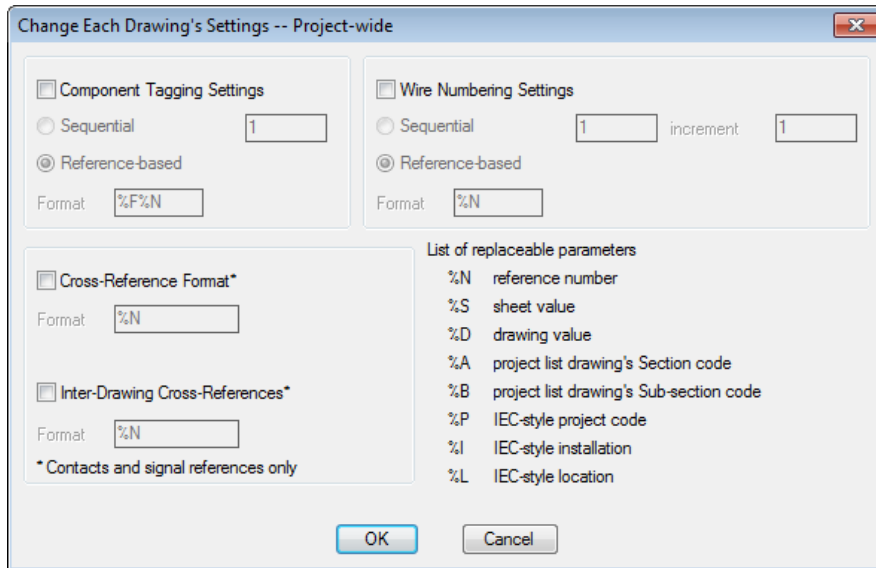 Change Each Drawing's Settings -- Project-wide
Component Tagging Settings
Sequential 1
Reference-based
Format %F%N
Wire Numbering Settings
Sequential 1 increment 1
Reference-based
Format %N
Cross-Reference Format*
Format %N
Inter-Drawing Cross-References*
Format %N
* Contacts and signal references only
List of replaceable parameters
%N reference number
%S sheet value
%D drawing value
%A project list drawing's Section code
%B project list drawing's Sub-section code
%P IEC-style project code
%I IEC-style installation
%L IEC-style location
OK Cancel